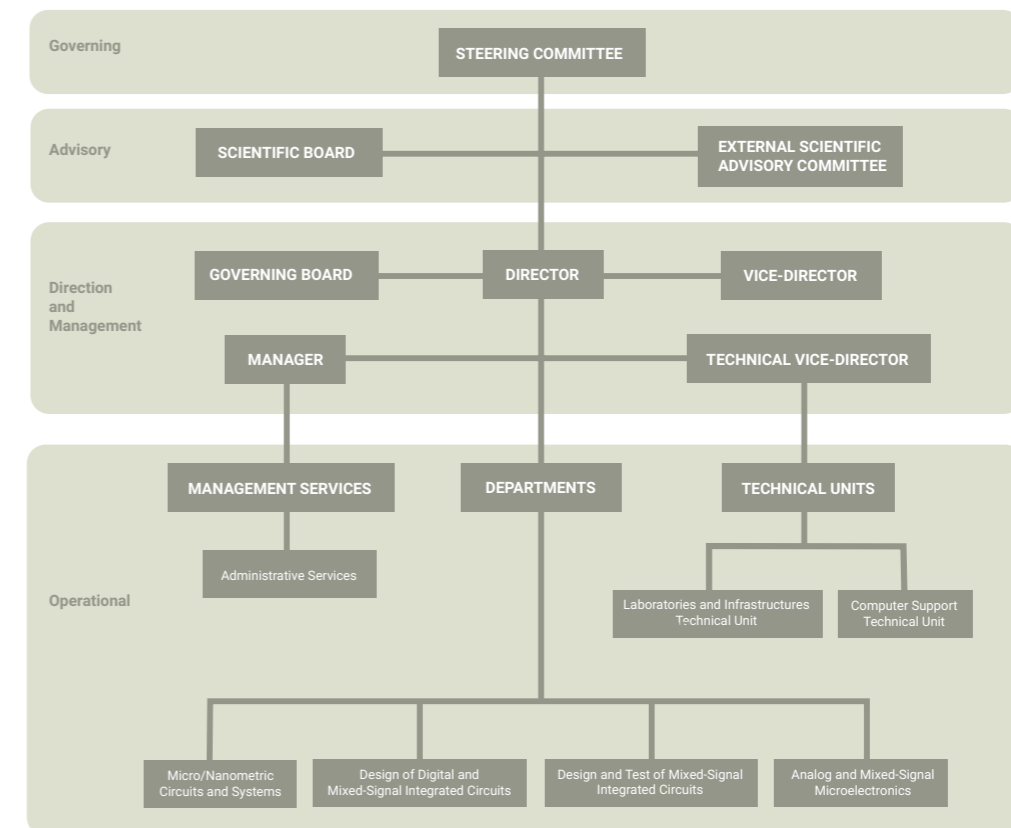 Governing
STEERING COMMITTEE
Advisory
SCIENTIFIC BOARD
EXTERNAL SCIENTIFIC
ADVISORY COMMITTEE
Direction
and
Management
GOVERNING BOARD
DIRECTOR
VICE-DIRECTOR
MANAGER
TECHNICAL VICE-DIRECTOR
Operational
MANAGEMENT SERVICES
DEPARTMENTS
TECHNICAL UNITS
Administrative Services
Laboratories and Infrastructures
Technical Unit
Computer Support
Technical Unit
Micro/Nanometric
Circuits and Systems
Design of Digital and
Mixed-Signal Integrated Circuits
Design and Test of Mixed-Signal
Integrated Circuits
Analog and Mixed-Signal
Microelectronics